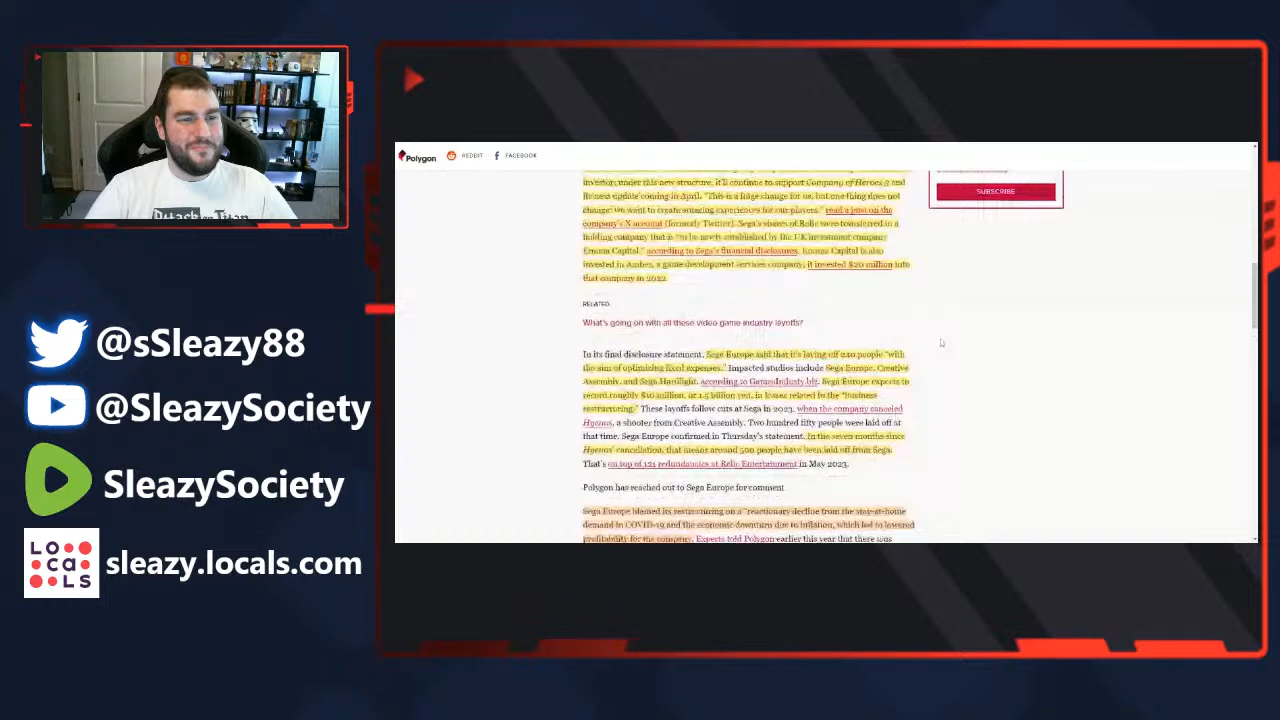 Attack on Titan
@sSleazy88
@SleazySociety
SleazySociety
LO
ca
LS
sleazy.locals.com
Polygon REDDIT FACEBOOK
SUBSCRIBE
investor, under this new structure, it'll continue to support Company of Heroes 3 and
its new update coming in April. "This is a huge change for us, but one thing does not
change: we want to create amazing experiences for our players," read a post on the
company's X account (formerly Twitter). Sega's shares of Relic were transferred to a
holding company that is "to be newly established by the UK investment company
Emona Capital," according to Sega's financial disclosures. Emona Capital is also
invested in Amber, a game development services company; it invested $20 million into
that company in 2022.
RELATED
What's going on with all these video game industry layoffs?
In its final disclosure statement, Sega Europe said that it's laying off 240 people "with
the aim of optimizing fixed expenses." Impacted studios include Sega Europe, Creative
Assembly, and Sega Hardlight, according to GamesIndustry.biz. Sega Europe expects to
record roughly $10 million, or 1.5 billion yen, in losses related to the "business
restructuring." These layoffs follow cuts at Sega in 2023, when the company canceled
Hyenas, a shooter from Creative Assembly. Two hundred fifty people were laid off at
that time, Sega Europe confirmed in Thursday's statement. In the seven months since
Hyenas' cancellation, that means around 500 people have been laid off from Sega.
That's on top of 121 redundancies at Relic Entertainment in May 2023.
Polygon has reached out to Sega Europe for comment.
Sega Europe blamed its restructuring on a "reactionary decline from the stay-at-home
demand in COVID-19 and the economic downturn due to inflation, which led to lowered
profitability for the company. Experts told Polygon earlier this year that there was